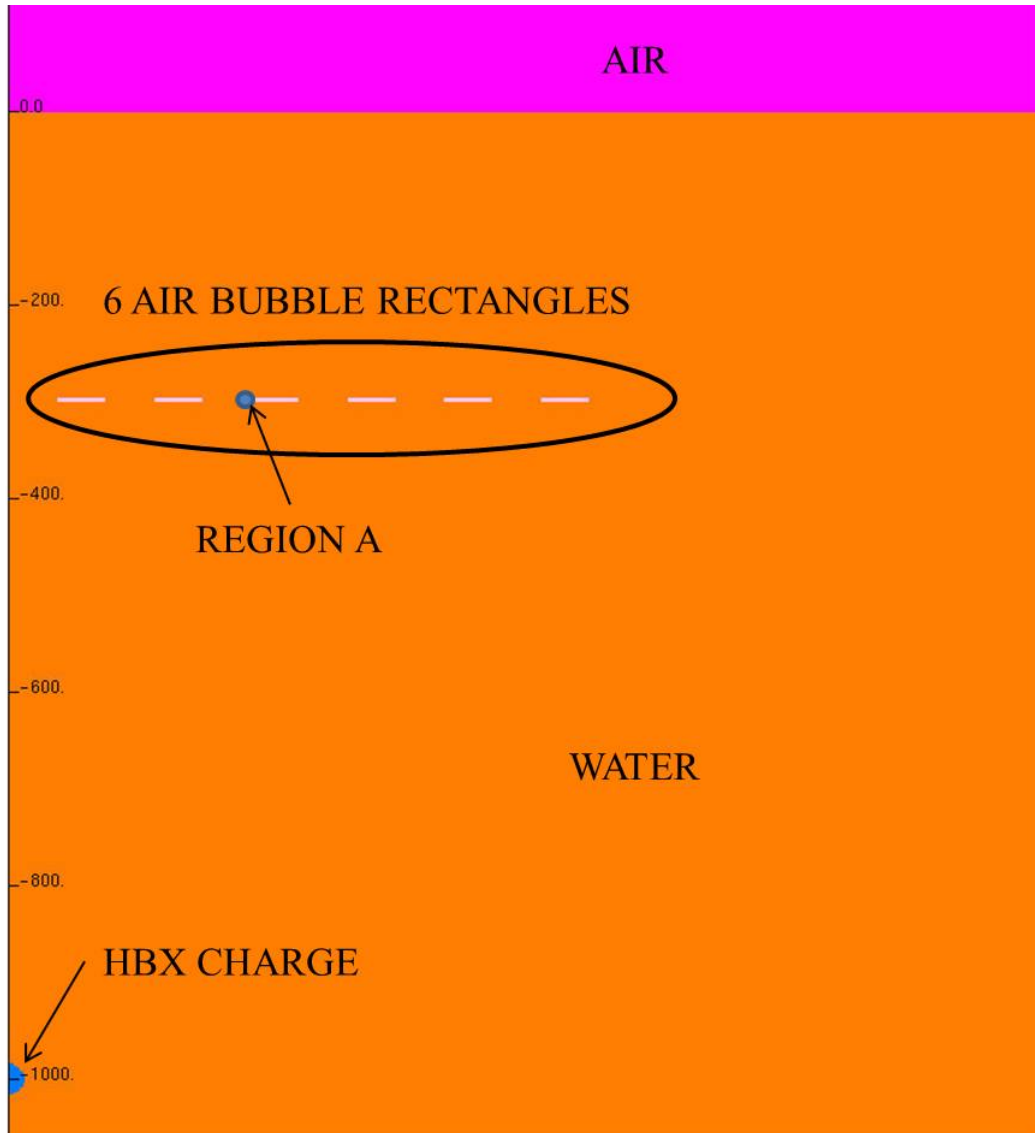 AIR
0.0
-200.
6 AIR BUBBLE RECTANGLES
-400.
REGION A
-600.
WATER
-800.
HBX CHARGE
-1000.